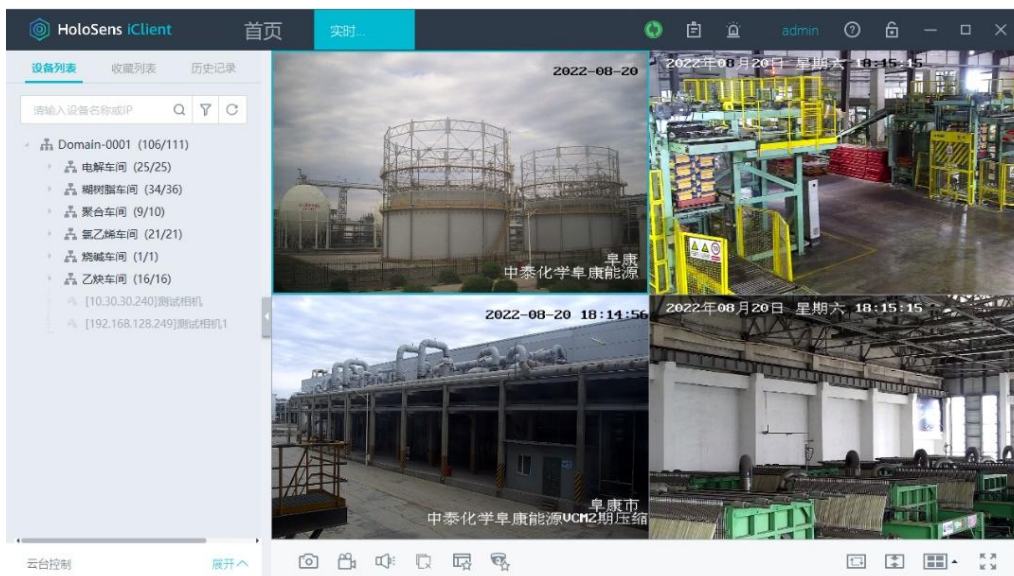 HoloSens iClient
首页
实时...
admin
设备列表
收藏列表
历史记录
请输入设备名称或IP
Domain-0001 (106/111)
电解车间 (25/25)
糊树脂车间 (34/36)
聚合车间 (9/10)
氯乙烯车间 (21/21)
烧碱车间 (1/1)
乙炔车间 (16/16)
[10.30.30.240]测试相机
[192.168.128.249]测试相机1
云台控制
展开
2022-08-20
阜康
中泰化学阜康能源
2022年08月20日 星期六 18:15:15
2022-08-20 18:14:56
阜康市
中泰化学阜康能源VCM2期压缩
2022年08月20日 星期六 18:15:15